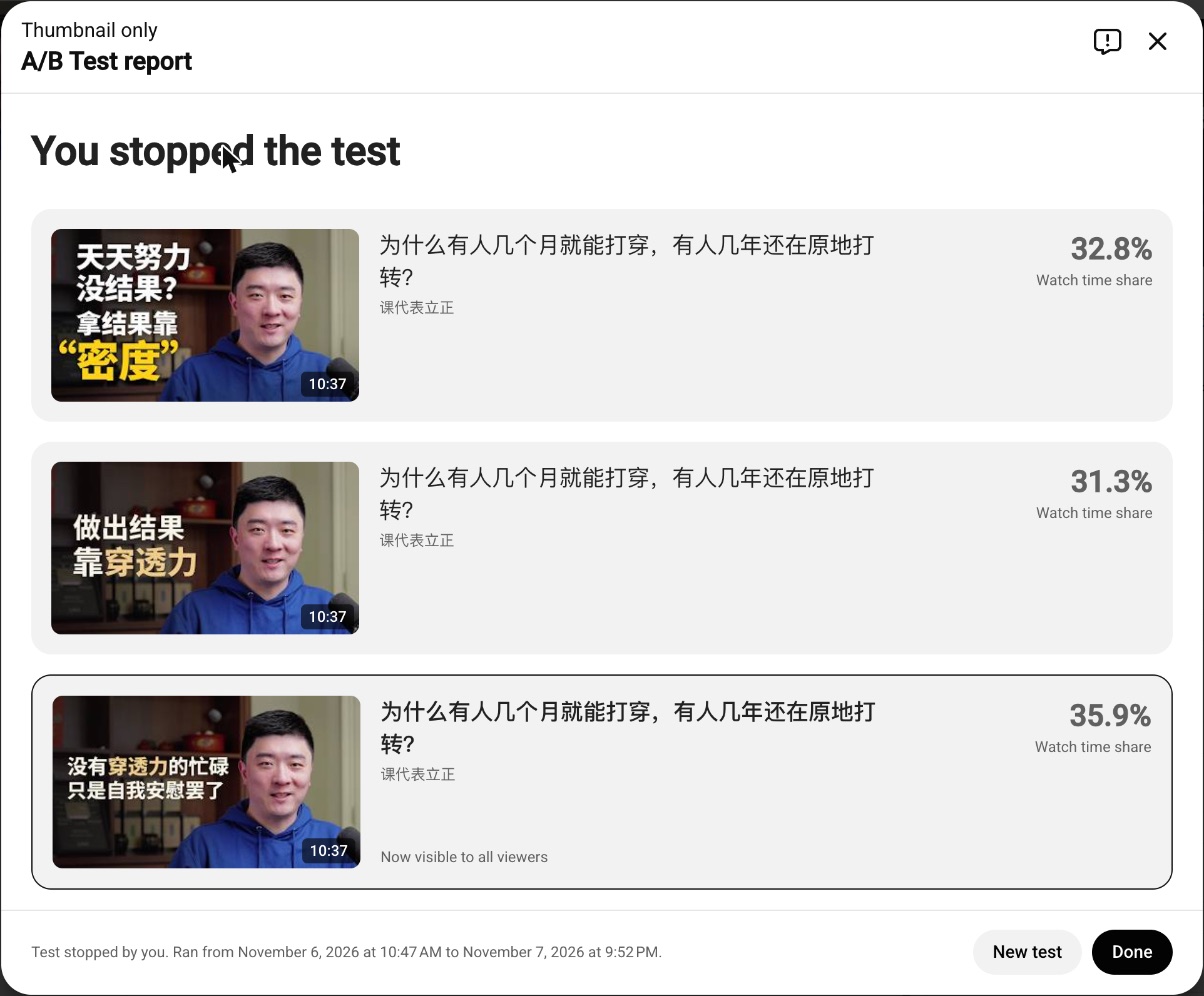 Thumbnail only
A/B Test report
You stopped the test
天天努力
没结果?
拿结果靠
“密度”
10:37
为什么有人几个月就能打穿，有人几年还在原地打
转?
课代表立正
32.8%
Watch time share
做出结果
靠穿透力
10:37
为什么有人几个月就能打穿，有人几年还在原地打
转?
课代表立正
31.3%
Watch time share
没有穿透力的忙碌
只是自我安慰罢了
10:37
为什么有人几个月就能打穿，有人几年还在原地打
转?
课代表立正
Now visible to all viewers
35.9%
Watch time share
Test stopped by you. Ran from November 6, 2026 at 10:47 AM to November 7, 2026 at 9:52 PM.
New test
Done